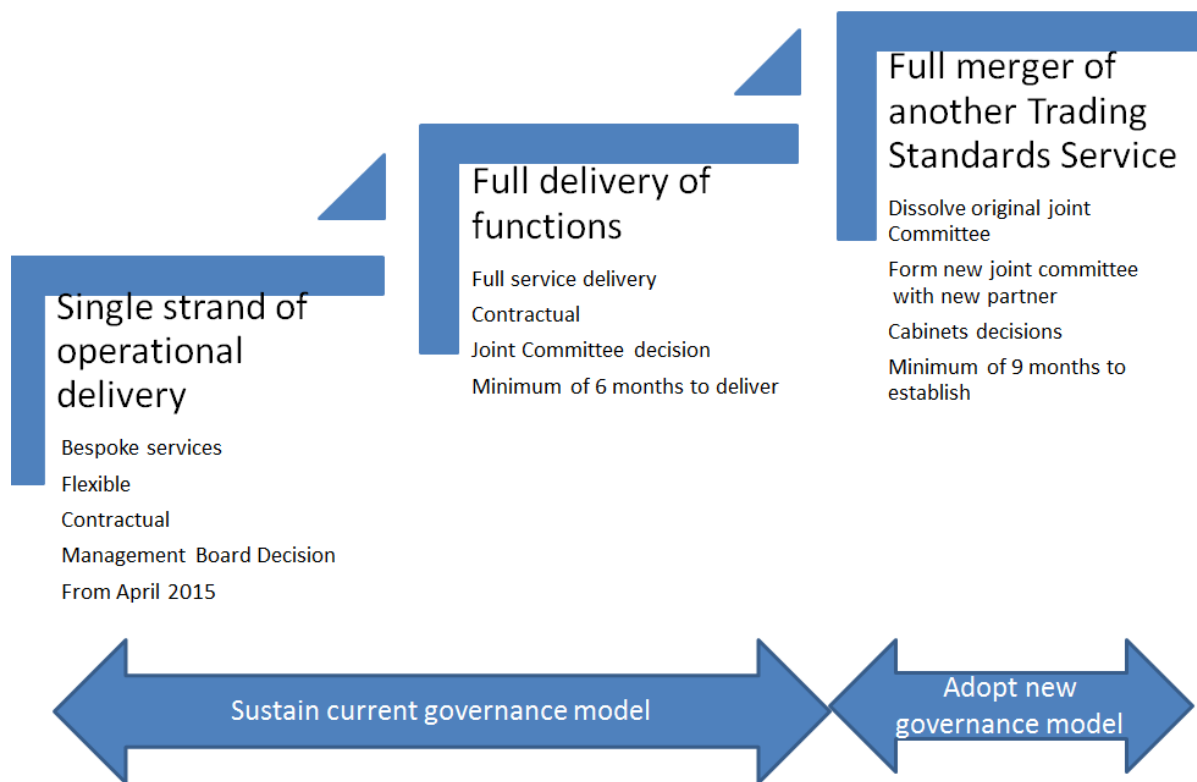 Single strand of
operational
delivery
Bespoke services
Flexible
Contractual
Management Board Decision
From April 2015
Full delivery of
functions
Full service delivery
Contractual
Joint Committee decision
Minimum of 6 months to deliver
Full merger of
another Trading
Standards Service
Dissolve original joint
Committee
Form new joint committee
with new partner
Cabinets decisions
Minimum of 9 months to
establish
Sustain current governance model
Adopt new
governance model